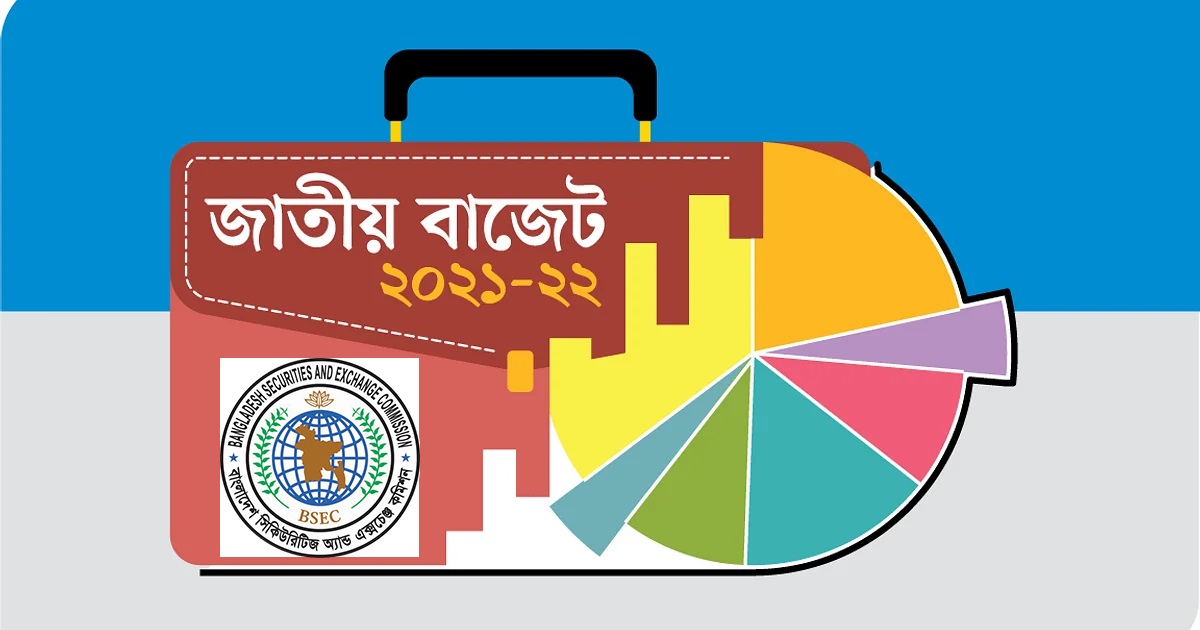 জাতীয় বাজেট
২০২১-২২
BANGLADESH SECURITIES AND EXCHANGE COMMISSION
BSEC
বাংলাদেশ সিকিউরিটিজ অ্যান্ড এক্সচেঞ্জ কমিশন